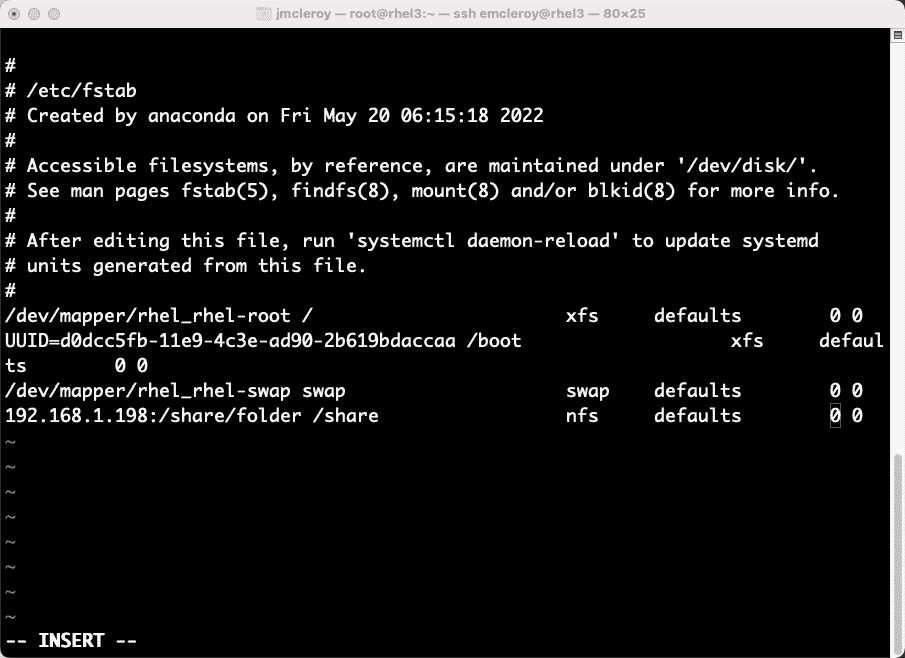 jmcleroy — root@rhel3:~ — ssh emcleroy@rhel3 — 80×25
#
# /etc/fstab
# Created by anaconda on Fri May 20 06:15:18 2022
#
# Accessible filesystems, by reference, are maintained under '/dev/disk/'.
# See man pages fstab(5), findfs(8), mount(8) and/or blkid(8) for more info.
#
# After editing this file, run 'systemctl daemon-reload' to update systemd
# units generated from this file.
#
/dev/mapper/rhel_rhel-root /                       xfs     defaults        0 0
UUID=d0dcc5fb-11e9-4c3e-ad90-2b619bdaccaa /boot                   xfs     defaul
ts        0 0
/dev/mapper/rhel_rhel-swap swap                    swap    defaults        0 0
192.168.1.198:/share/folder /share                 nfs     defaults        0 0
~
~
~
~
~
~
~
~
-- INSERT --